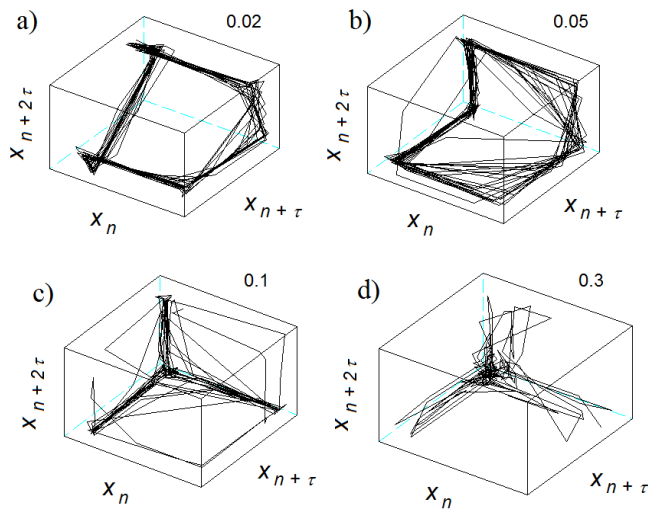 a) 0.02
x n + 2 τ
x n
x n + τ
b) 0.05
x n + 2 τ
x n
x n + τ
c) 0.1
x n + 2 τ
x n
x n + τ
d) 0.3
x n + 2 τ
x n
x n + τ